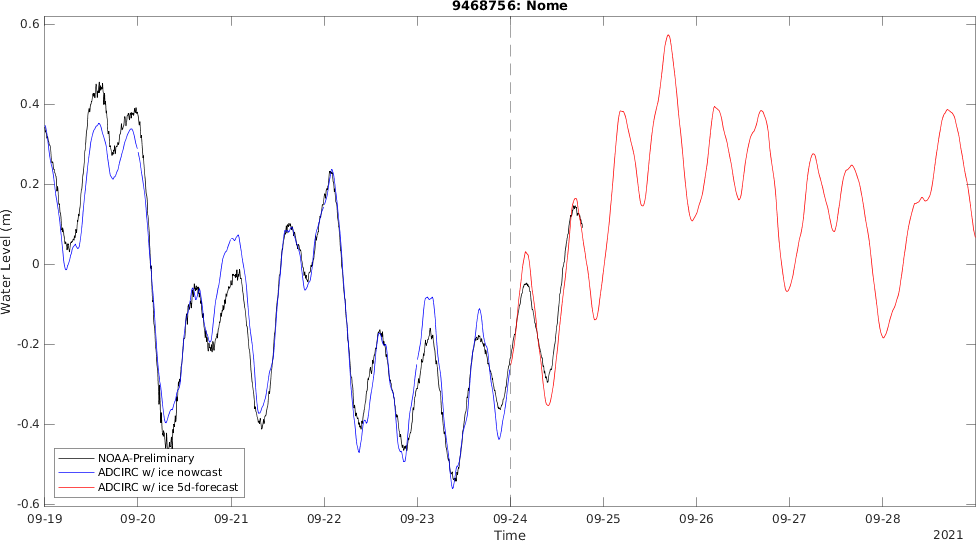 9468756: Nome
Water Level (m)
0.6
0.4
0.2
0
-0.2
-0.4
-0.6
NOAA-Preliminary
ADCIRC w/ ice nowcast
ADCIRC w/ ice 5d-forecast
09-19 09-20 09-21 09-22 09-23 09-24 09-25 09-26 09-27 09-28
Time
2021